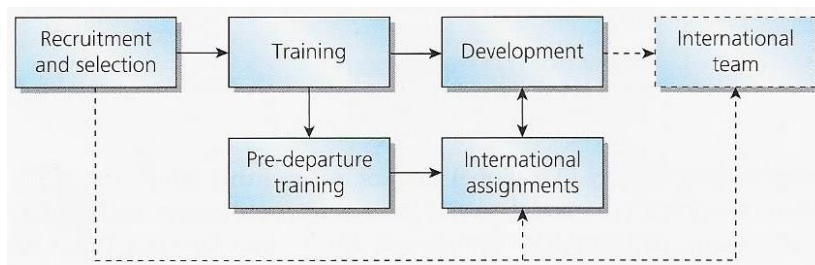 Recruitment
and selection
Training
Development
International
team
Pre-departure
training
International
assignments